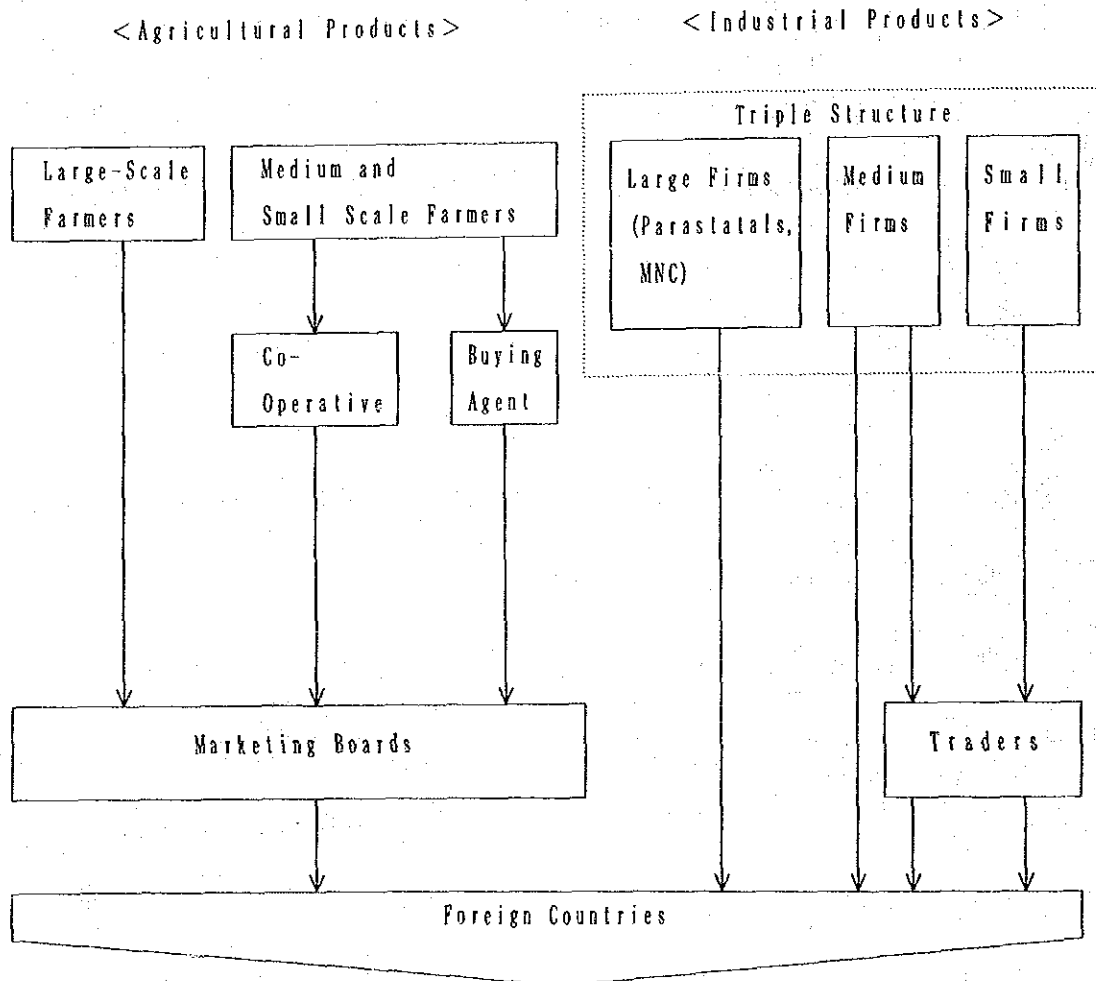 <Agricultural Products>
<Industrial Products>
Triple Structure
Large-Scale
Farmers
Medium and
Small Scale Farmers
Large Firms
(Parastatals,
MNC)
Medium
Firms
Small
Firms
Co-
Operative
Buying
Agent
Marketing Boards
Traders
Foreign Countries